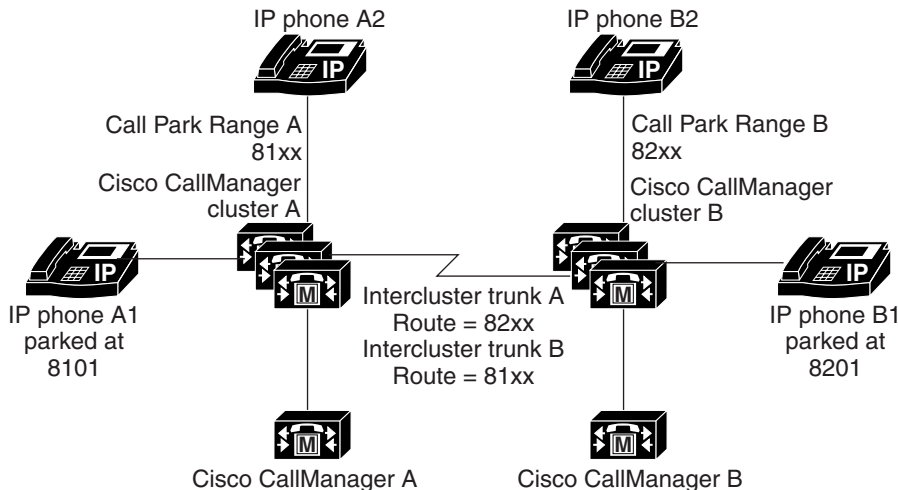 IP phone A2
IP phone B2
IP
IP
Call Park Range A
81xx
Call Park Range B
82xx
Cisco CallManager
cluster A
Cisco CallManager
cluster B
IP
M
M
IP
IP phone A1
parked at
8101
Intercluster trunk A
Route = 82xx
Intercluster trunk B
Route = 81xx
IP phone B1
parked at
8201
M
M
Cisco CallManager A
Cisco CallManager B